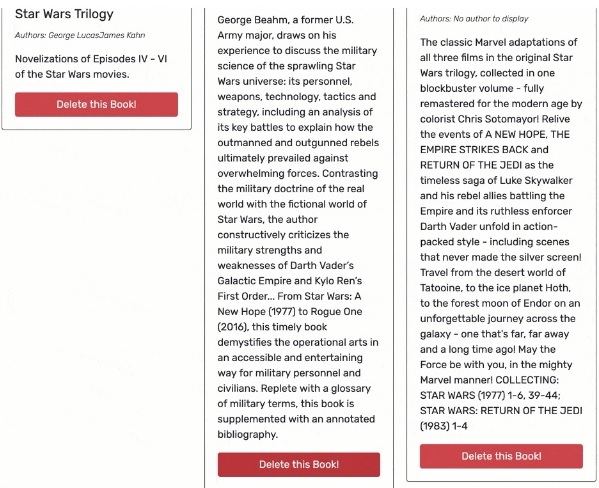 Star Wars Trilogy
Authors: George LucasJames Kahn
Novelizations of Episodes IV - VI
of the Star Wars movies.
Delete this Book!
George Beahm, a former U.S.
Army major, draws on his
experience to discuss the military
science of the sprawling Star
Wars universe: its personnel,
weapons, technology, tactics and
strategy, including an analysis of
its key battles to explain how the
outmanned and outgunned rebels
ultimately prevailed against
overwhelming forces. Contrasting
the military doctrine of the real
world with the fictional world of
Star Wars, the author
constructively criticizes the
military strengths and
weaknesses of Darth Vader's
Galactic Empire and Kylo Ren's
First Order... From Star Wars: A
New Hope (1977) to Rogue One
(2016), this timely book
demystifies the operational arts in
an accessible and entertaining
way for military personnel and
civilians. Replete with a glossary
of military terms, this book is
supplemented with an annotated
bibliography.
Delete this Book!
Authors: No author to display
The classic Marvel adaptations of
all three films in the original Star
Wars trilogy, collected in one
blockbuster volume - fully
remastered for the modern age by
colorist Chris Sotomayor! Relive
the events of A NEW HOPE, THE
EMPIRE STRIKES BACK and
RETURN OF THE JEDI as the
timeless saga of Luke Skywalker
and his rebel allies battling the
Empire and its ruthless enforcer
Darth Vader unfold in action-
packed style - including scenes
that never made the silver screen!
Travel from the desert world of
Tatooine, to the ice planet Hoth,
to the forest moon of Endor on an
unforgettable journey across the
galaxy - one that's far, far away
and a long time ago! May the
Force be with you, in the mighty
Marvel manner! COLLECTING:
STAR WARS (1977) 1-6, 39-44;
STAR WARS: RETURN OF THE JEDI
(1983) 1-4
Delete this Book!